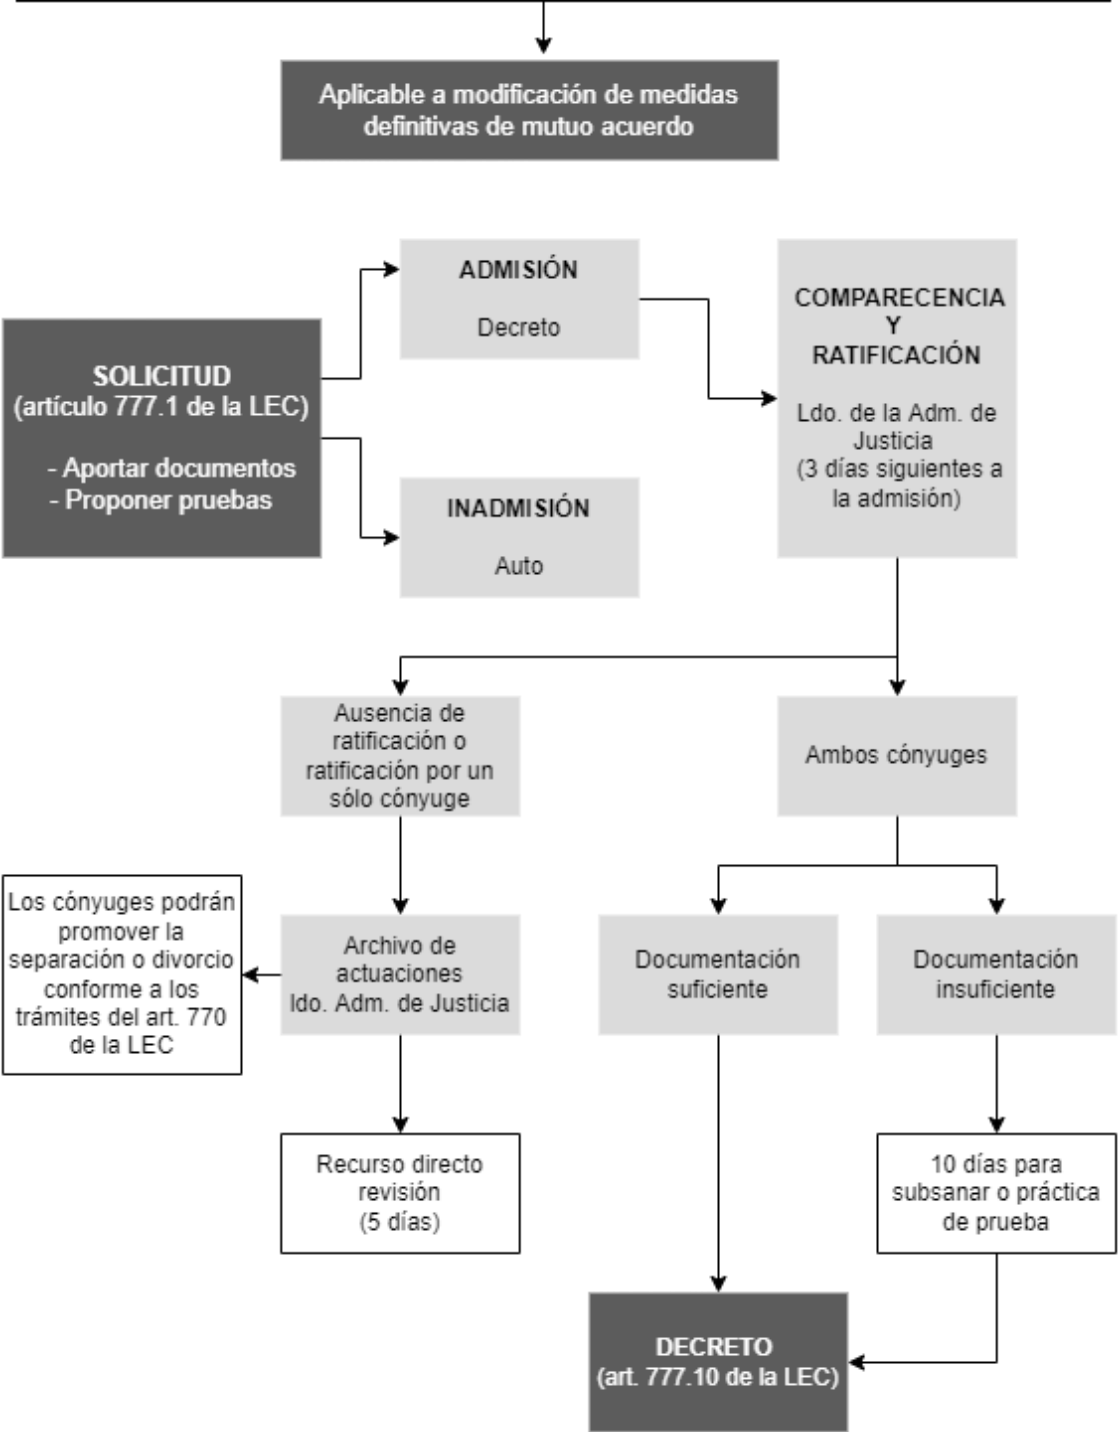 Aplicable a modificación de medidas
definitivas de mutuo acuerdo
SOLICITUD
(artículo 777.1 de la LEC)
- Aportar documentos
- Proponer pruebas
ADMISIÓN
Decreto
INADMISIÓN
Auto
COMPARECENCIA
Y
RATIFICACIÓN
Ldo. de la Adm. de
Justicia
(3 días siguientes a
la admisión)
Ausencia de
ratificación o
ratificación por un
sólo cónyuge
Ambos cónyuges
Los cónyuges podrán
promover la
separación o divorcio
conforme a los
trámites del art. 770
de la LEC
Archivo de
actuaciones
ldo. Adm. de Justicia
Documentación
suficiente
Documentación
insuficiente
Recurso directo
revisión
(5 días)
10 días para
subsanar o práctica
de prueba
DECRETO
(art. 777.10 de la LEC)